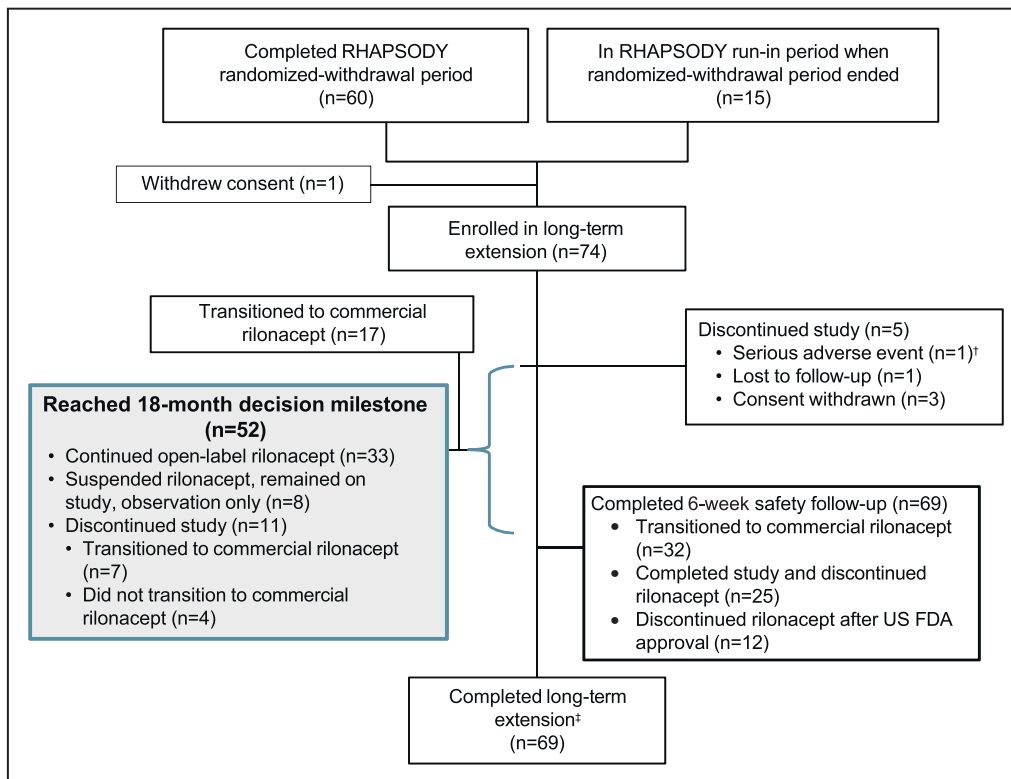 Completed RHAPSODY
randomized-withdrawal period
(n=60)
In RHAPSODY run-in period when
randomized-withdrawal period ended
(n=15)
Withdrew consent (n=1)
Enrolled in long-term
extension (n=74)
Transitioned to commercial
rilonacept (n=17)
Discontinued study (n=5)
• Serious adverse event (n=1)†
• Lost to follow-up (n=1)
• Consent withdrawn (n=3)
Reached 18-month decision milestone
(n=52)
• Continued open-label rilonacept (n=33)
• Suspended rilonacept, remained on
study, observation only (n=8)
• Discontinued study (n=11)
• Transitioned to commercial rilonacept
(n=7)
• Did not transition to commercial
rilonacept (n=4)
Completed 6-week safety follow-up (n=69)
• Transitioned to commercial rilonacept
(n=32)
• Completed study and discontinued
rilonacept (n=25)
• Discontinued rilonacept after US FDA
approval (n=12)
Completed long-term
extension‡
(n=69)